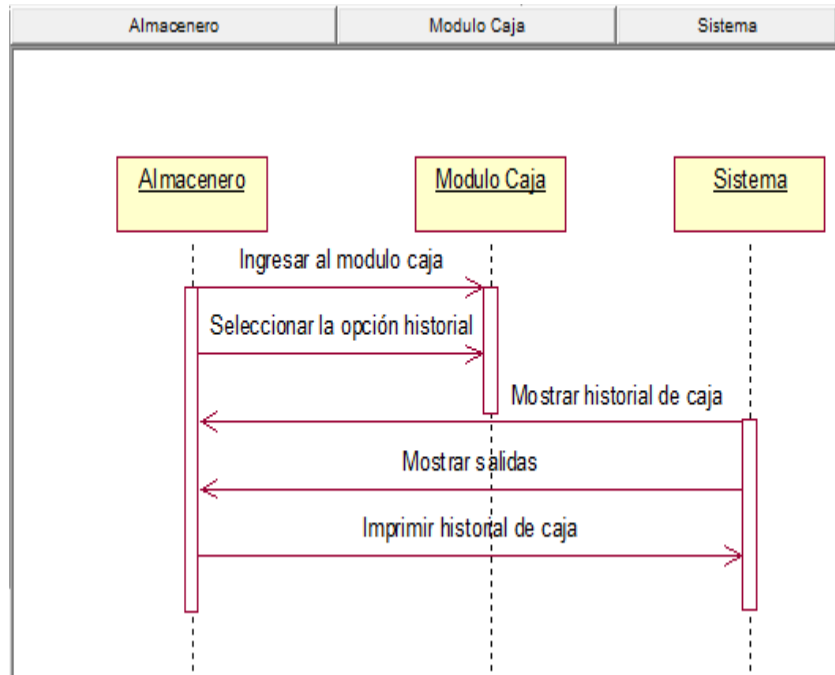 Almacenero
Modulo Caja
Sistema
Almacenero
Modulo Caja
Sistema
Ingresar al modulo caja
Seleccionar la opción historial
Mostrar historial de caja
Mostrar salidas
Imprimir historial de caja